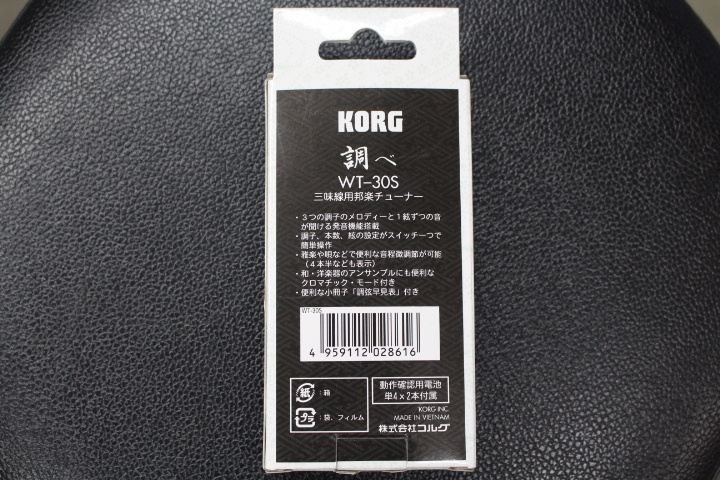 KORG
調べ
WT-30S
三味線用邦楽チューナー
・3つの調子のメロディーと1絃ずつの音
が聞ける発音機能搭載
・調子、本数、絃の設定がスイッチ一つで
簡単操作
・雅楽や唄などで便利な音程微調節が可能
（4本半なども表示）
・和・洋楽器のアンサンブルにも便利な
クロマチック・モード付き
・便利な小冊子「調弦早見表」付き
WT-30S
4 959112 028616
紙 ：箱
プラ ：袋、フィルム
動作確認用電池
単4×2本付属
KORG INC.
MADE IN VIETNAM
株式会社コルグ